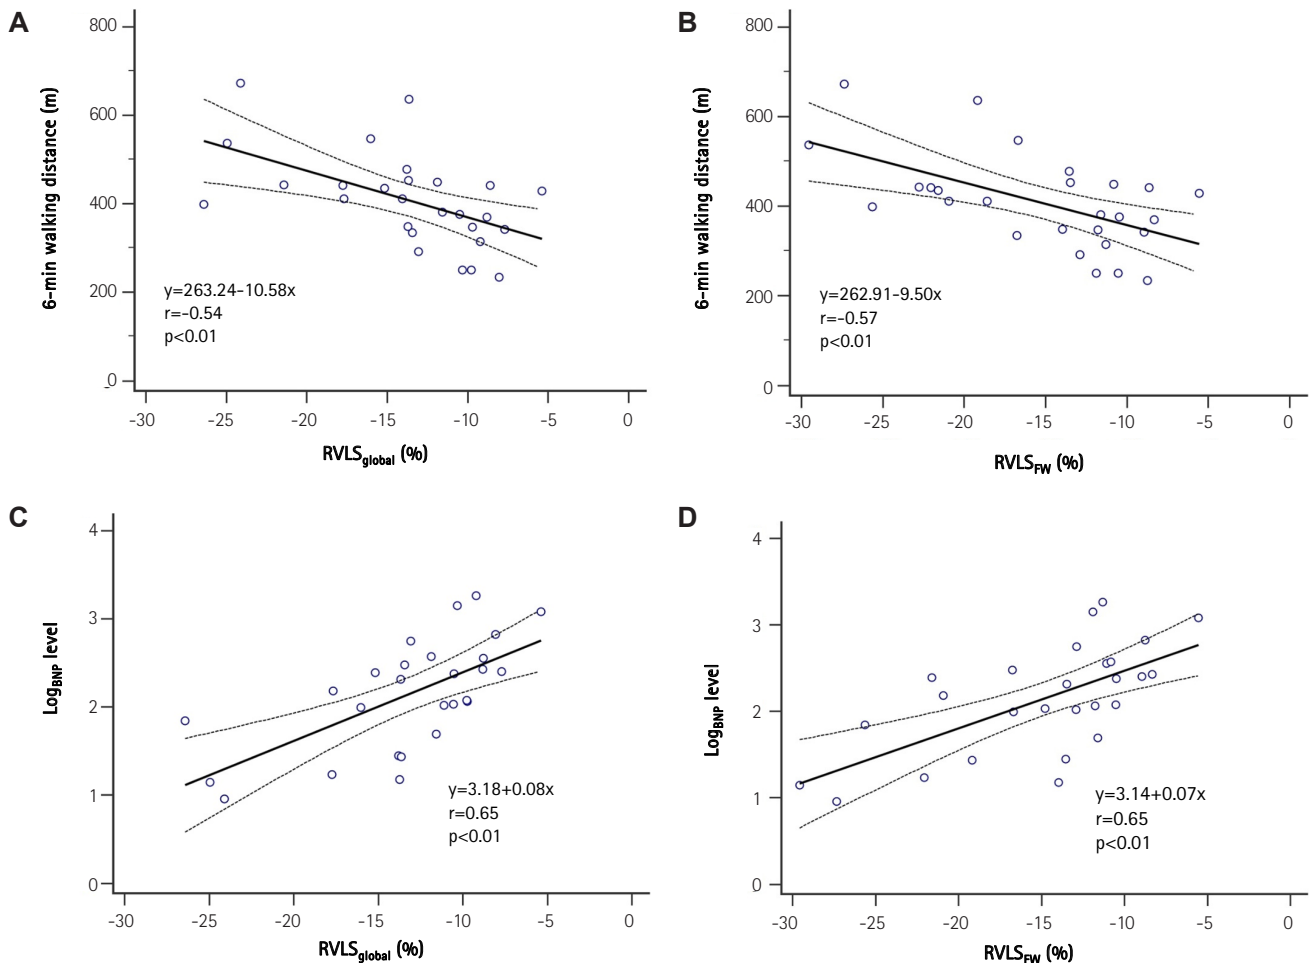 A
800
600
400
200
0
6-min walking distance (m)
y=263.24-10.58x
r=-0.54
p<0.01
-30 -25 -20 -15 -10 -5 0
RVLSglobal (%)
B
800
600
400
200
0
6-min walking distance (m)
y=262.91-9.50x
r=-0.57
p<0.01
-30 -25 -20 -15 -10 -5 0
RVLSFW (%)
C
4
3
2
1
0
LogBNP level
y=3.18+0.08x
r=0.65
p<0.01
-30 -25 -20 -15 -10 -5 0
RVLSglobal (%)
D
4
3
2
1
0
LogBNP level
y=3.14+0.07x
r=0.65
p<0.01
-30 -25 -20 -15 -10 -5 0
RVLSFW (%)